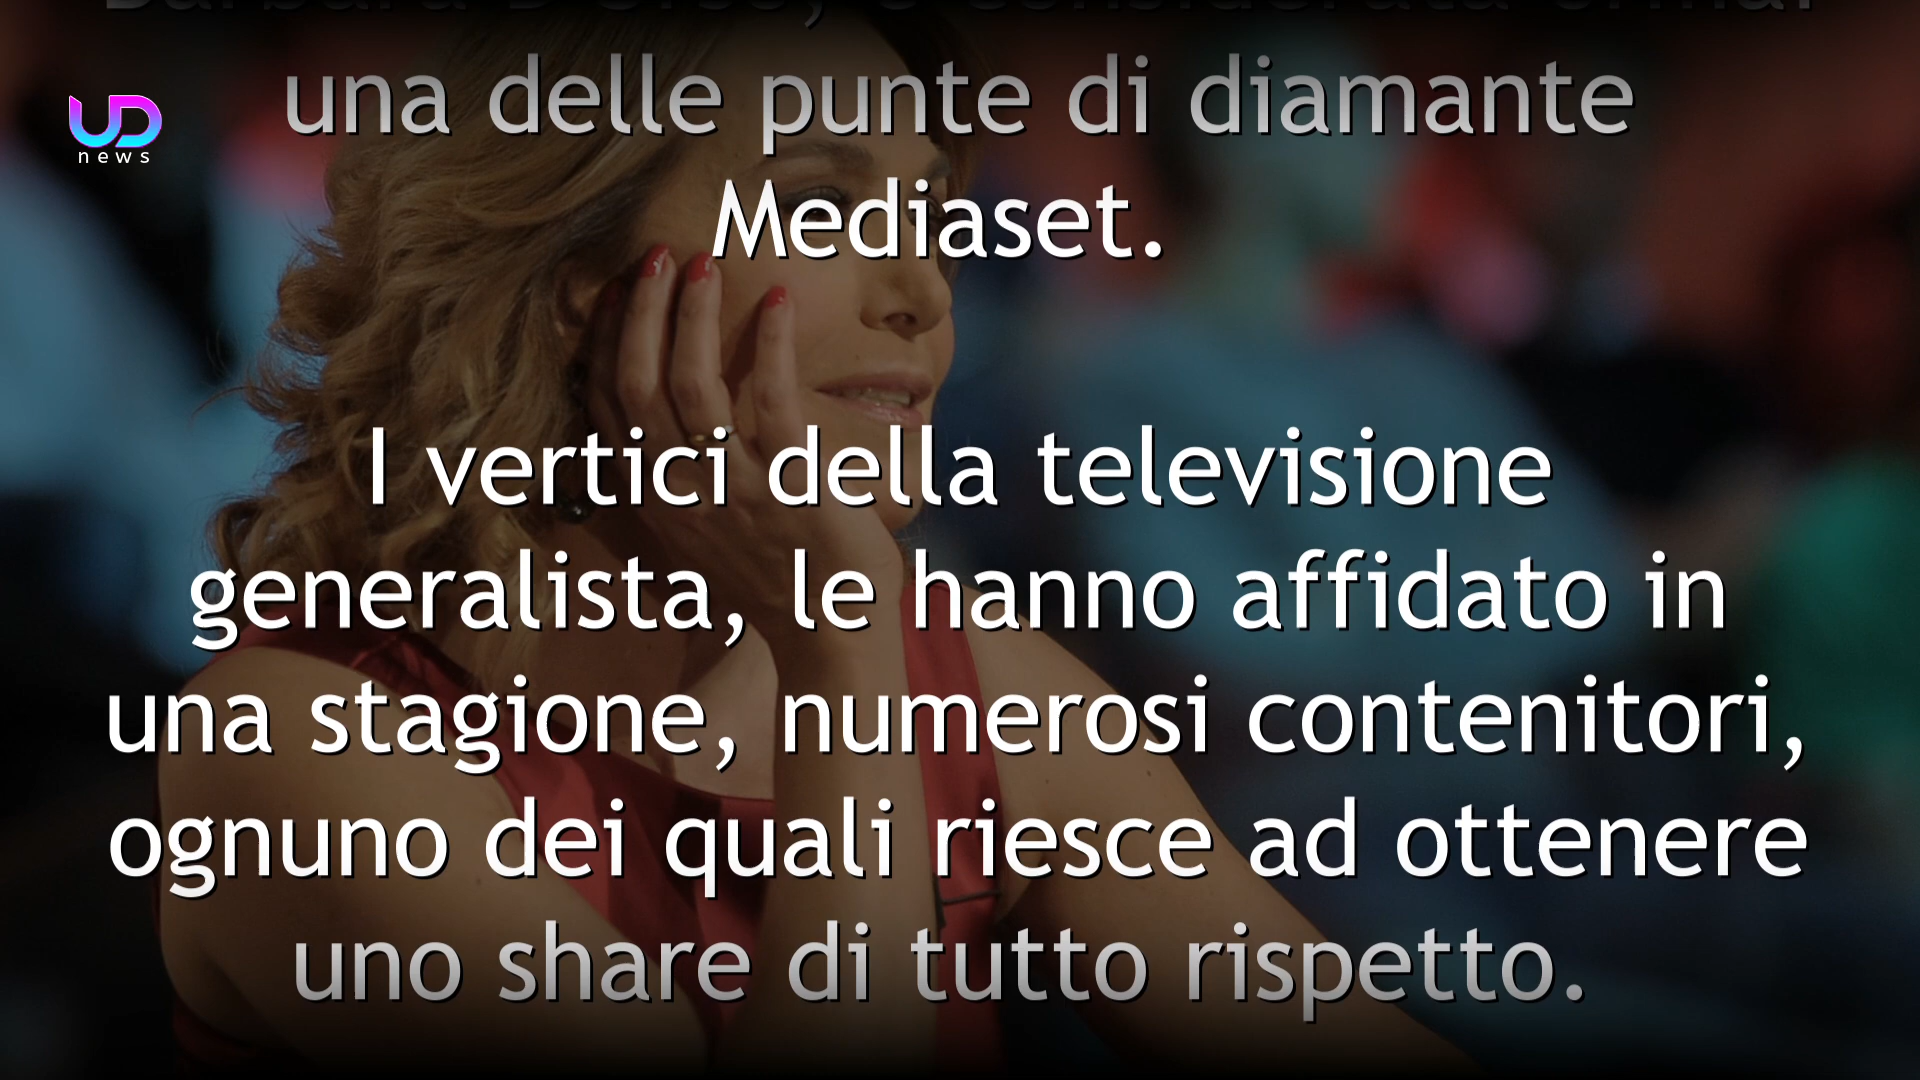 una delle punte di diamante
Mediaset.
I vertici della televisione
generalista, le hanno affidato in
una stagione, numerosi contenitori,
ognuno dei quali riesce ad ottenere
uno share di tutto rispetto.
UD
news